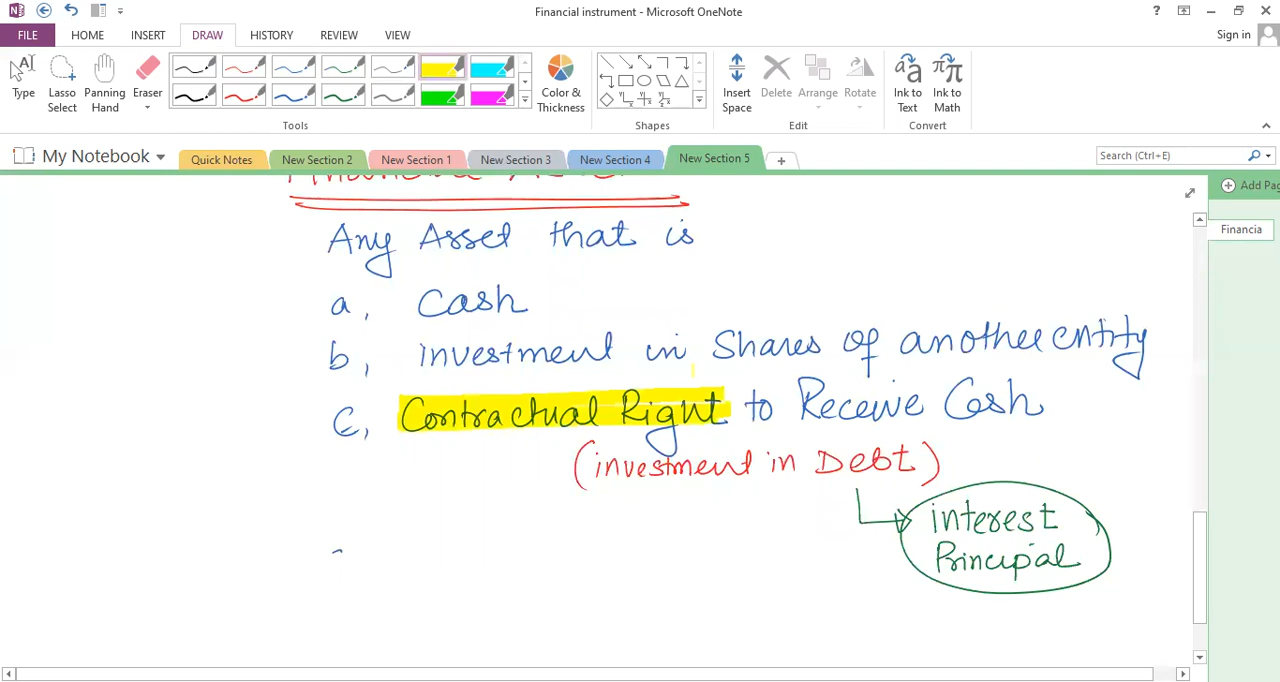 Financial instrument - Microsoft OneNote
?
FILE HOME INSERT DRAW HISTORY REVIEW VIEW
Sign in
Type
Lasso Select
Panning Hand
Eraser
Color & Thickness
Insert Space
Delete
Arrange
Rotate
Ink to Text
Ink to Math
Tools Shapes Edit Convert
My Notebook Quick Notes New Section 2 New Section 1 New Section 3 New Section 4 New Section 5
Search (Ctrl+E)
Add Pag
Financia
Any Asset that is
a, Cash
b, investment in Shares of another entity
C, Contractual Right to Receive Cash
(investment in Debt)
interest
Principal